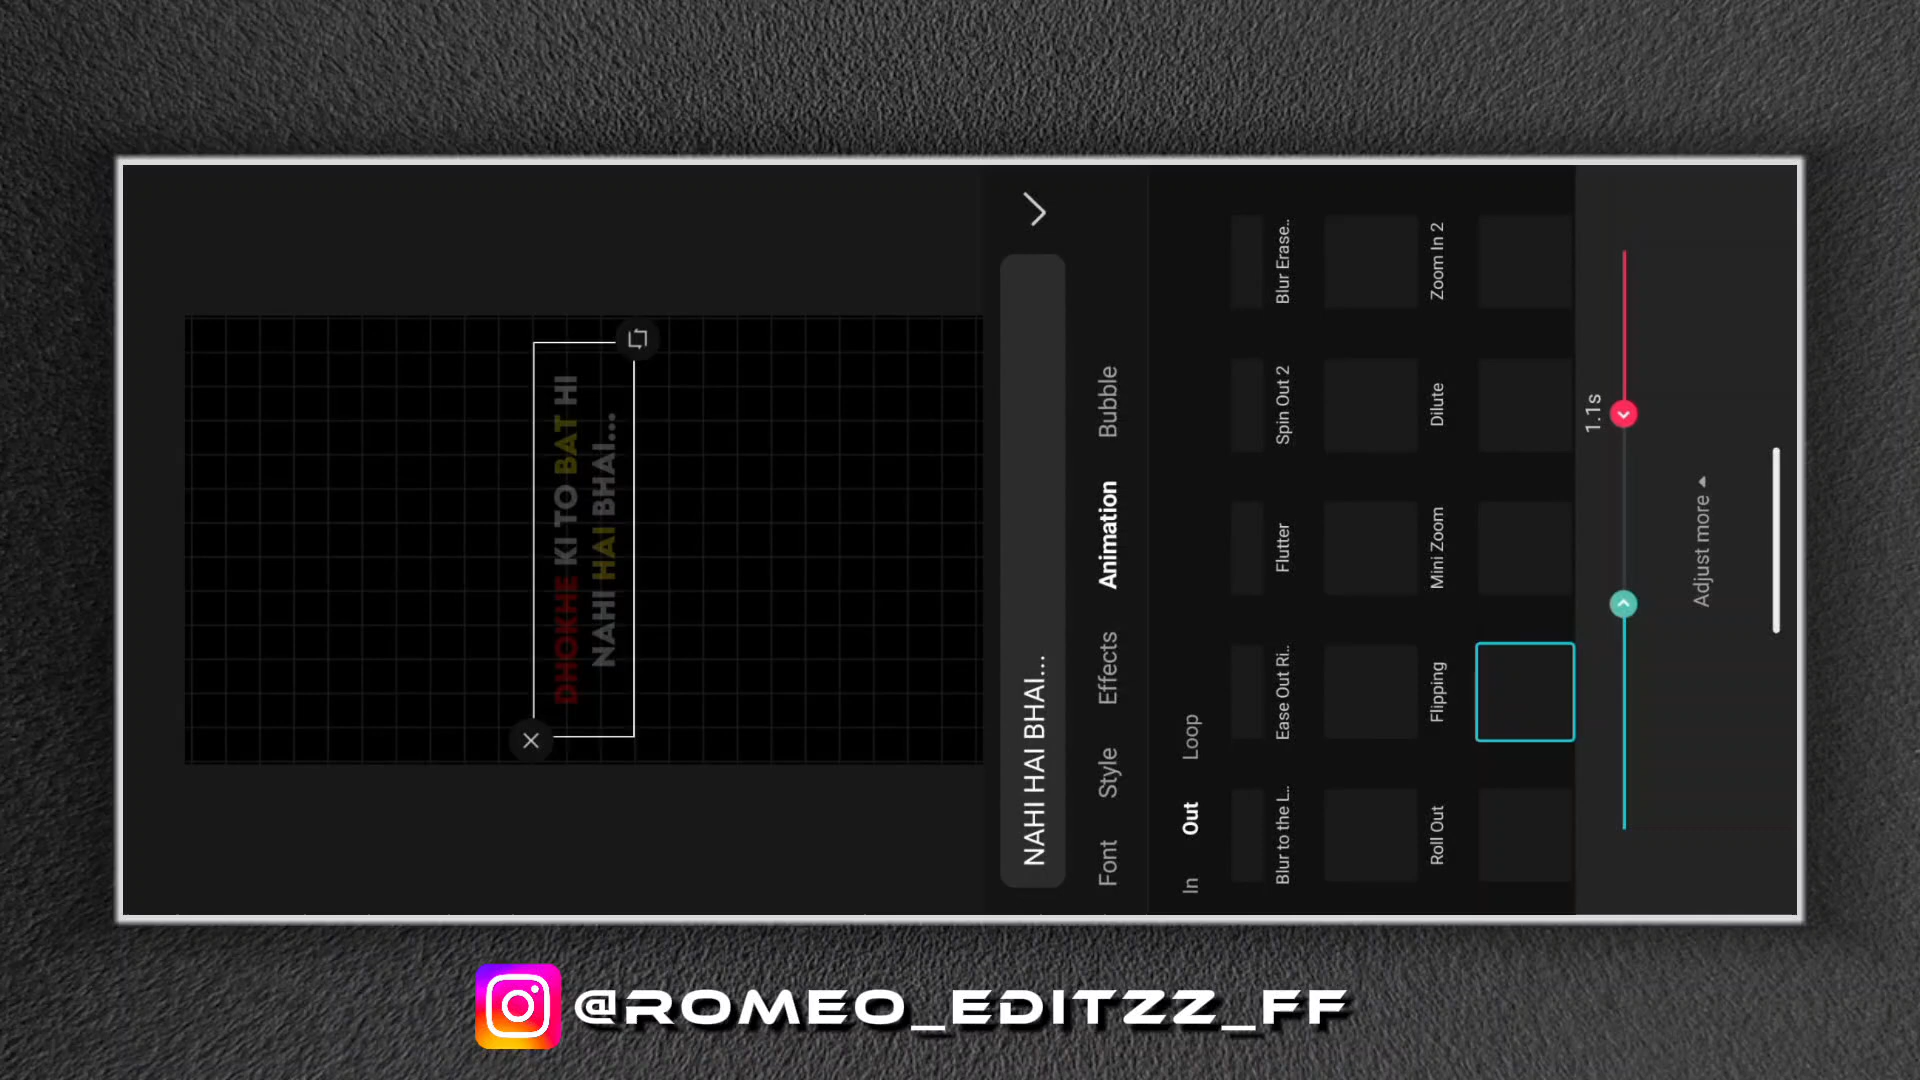 DHOKHE KI TO BAT HI
NAHI HAI BHAI...
NAHI HAI BHAI...
Font Style Effects Animation Bubble
In Out Loop
Blur to the L.. Ease Out Ri.. Flutter Spin Out 2 Blur Erase..
Roll Out Flipping Mini Zoom Dilute Zoom In 2
1.1s
Adjust more
@ROMEO_EDITZZ_FF